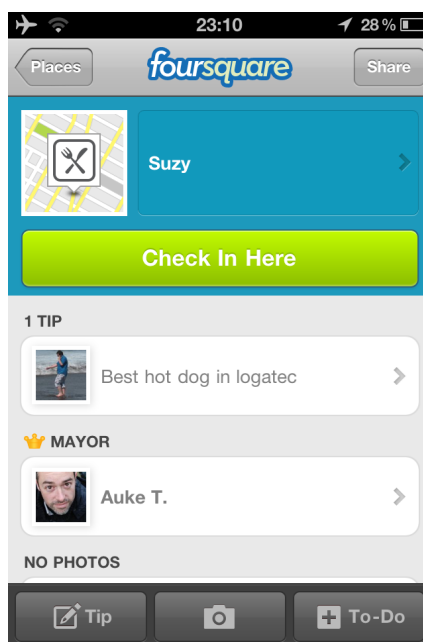 23:10
28 %
Places
foursquare
Share
Suzy
Check In Here
1 TIP
Best hot dog in logatec
MAYOR
Auke T.
NO PHOTOS
Tip
To-Do